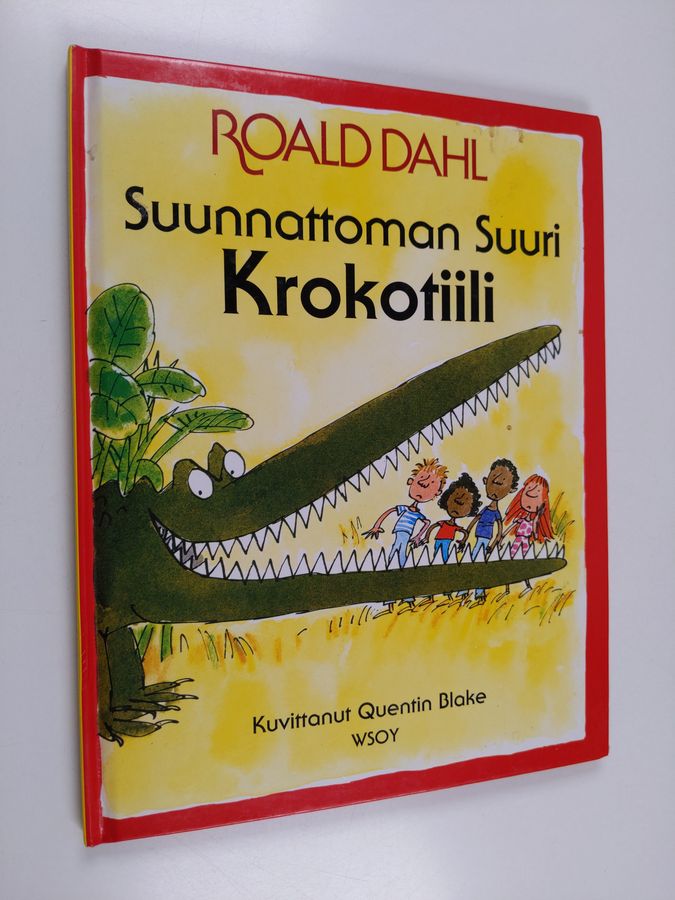 ROALD DAHL
Suunnattoman Suuri
Krokotiili
Kuvittanut Quentin Blake
WSOY